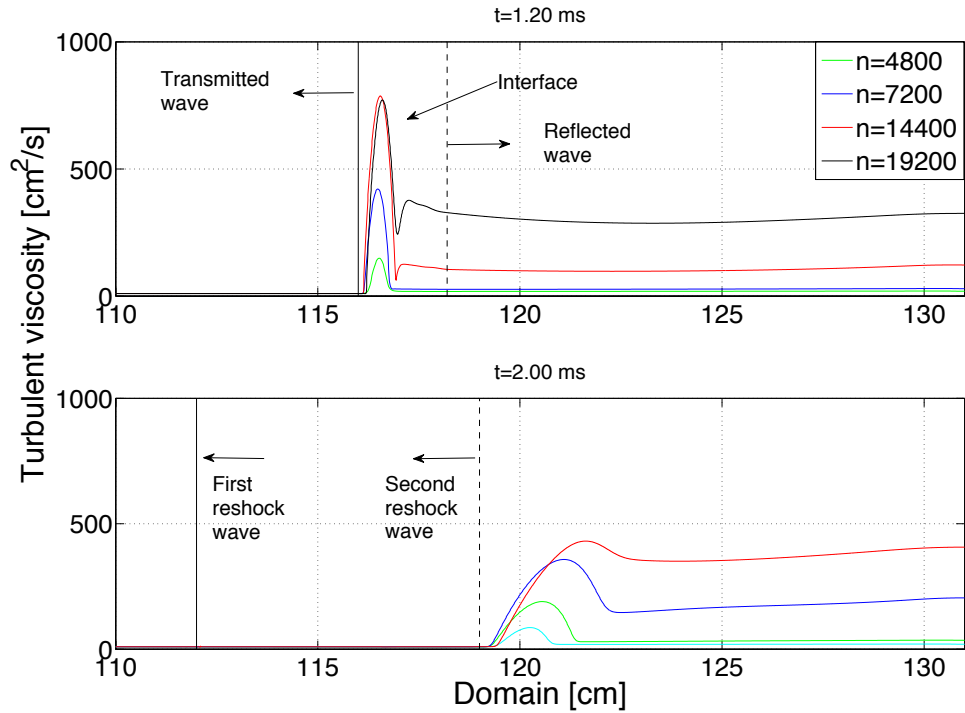 t=1.20 ms
1000
500
0
Transmitted
wave
Interface
Reflected
wave
n=4800
n=7200
n=14400
n=19200
110
115
120
125
130
Turbulent viscosity [cm²/s]
t=2.00 ms
1000
500
0
First
reshock
wave
Second
reshock
wave
110
115
120
125
130
Domain [cm]